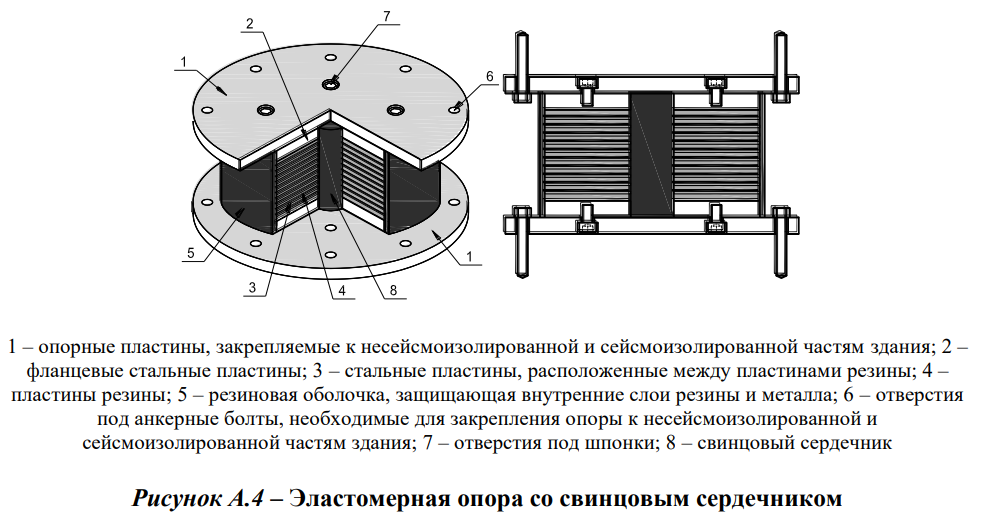 2
7
1
6
5
3
4
8
1
1 – опорные пластины, закрепляемые к несейсмоизолированной и сейсмоизолированной частям здания; 2 –
фланцевые стальные пластины; 3 – стальные пластины, расположенные между пластинами резины; 4 –
пластины резины; 5 – резиновая оболочка, защищающая внутренние слои резины и металла; 6 – отверстия
под анкерные болты, необходимые для закрепления опоры к несейсмоизолированной и
сейсмоизолированной частям здания; 7 – отверстия под шпонки; 8 – свинцовый сердечник
Рисунок А.4 – Эластомерная опора со свинцовым сердечником